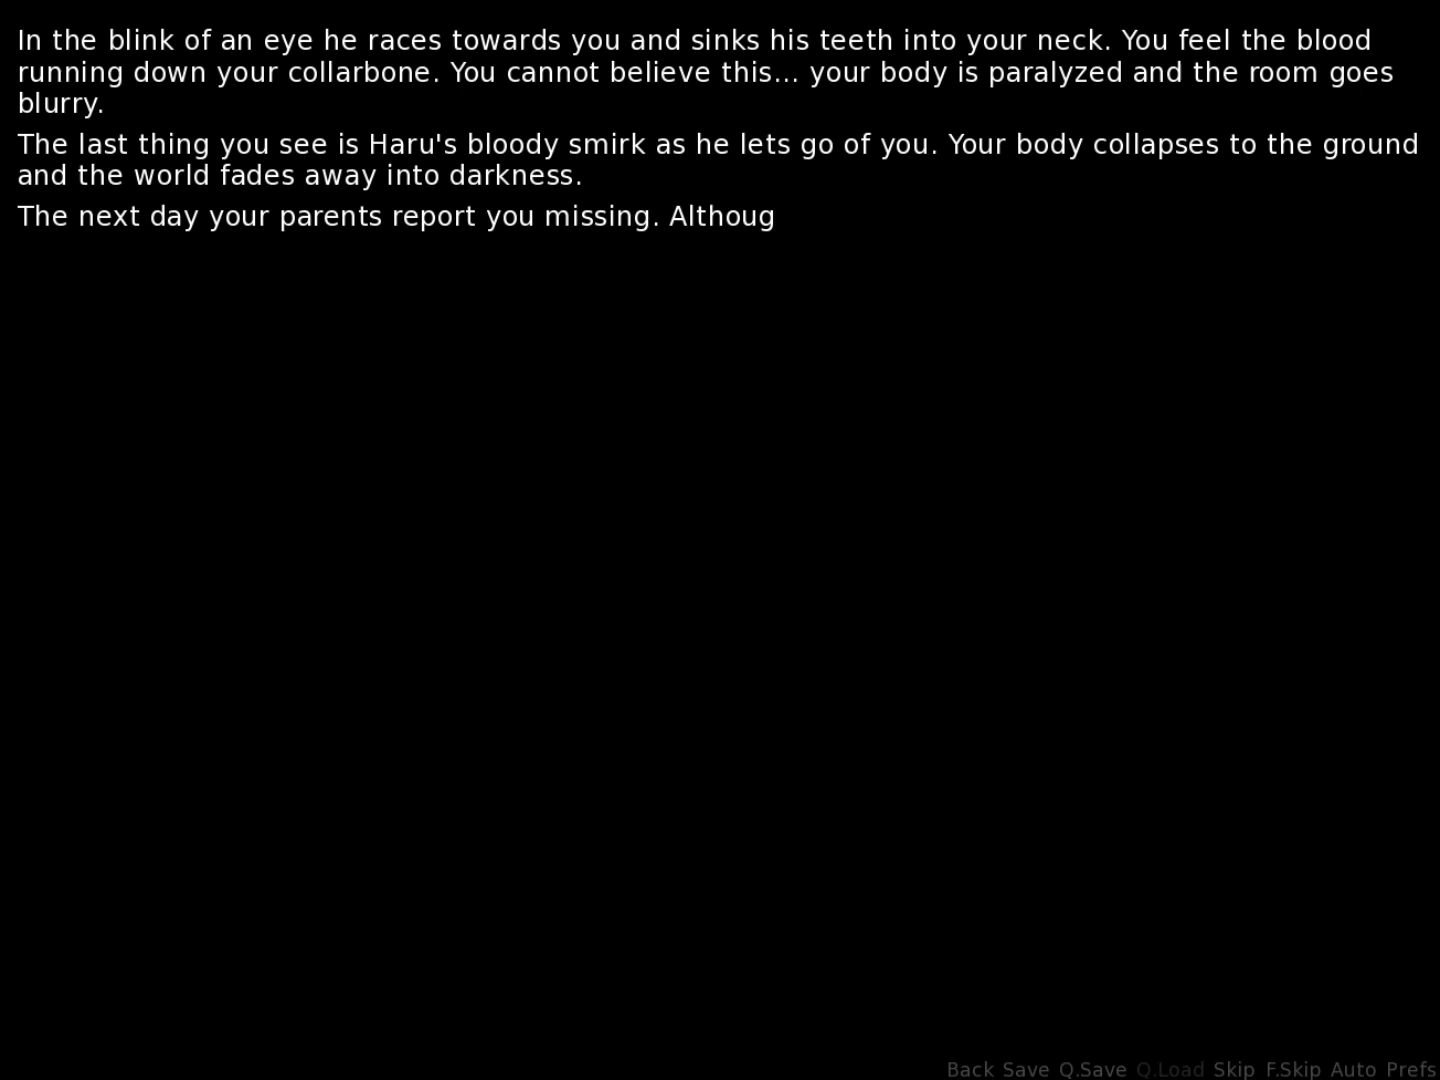 In the blink of an eye he races towards you and sinks his teeth into your neck. You feel the blood
running down your collarbone. You cannot believe this... your body is paralyzed and the room goes
blurry.
The last thing you see is Haru's bloody smirk as he lets go of you. Your body collapses to the ground
and the world fades away into darkness.
The next day your parents report you missing. Althoug
Back Save Q.Save Q.Load Skip F.Skip Auto Prefs